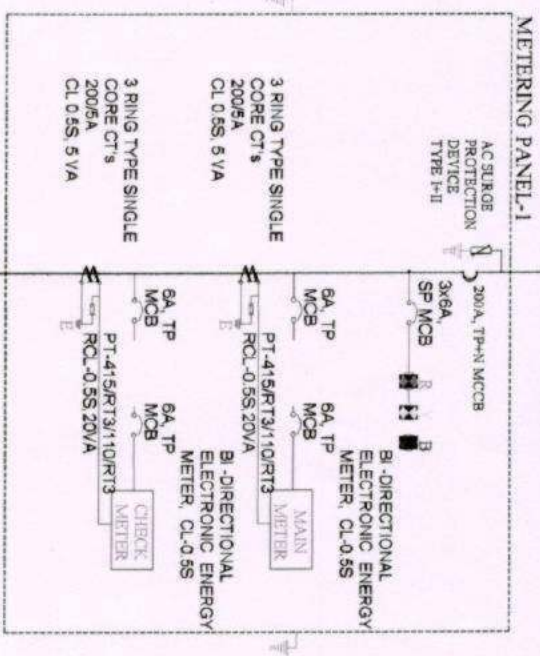 METERING PANEL-1
AC SURGE
PROTECTION
DEVICE
TYPE I+II
200A, TP+N MCCB
3x6A,
SP MCB
R
Y
B
3 RING TYPE SINGLE
CORE CT's
200/5A
CL 0.5S, 5 VA
6A, TP
MCB
6A, TP
MCB
BI-DIRECTIONAL
ELECTRONIC ENERGY
METER, CL-0.5S
MAIN
METER
PT-415/RT3/110/RT3
RCL-0.5S,20VA
E
3 RING TYPE SINGLE
CORE CT's
200/5A
CL 0.5S, 5 VA
6A, TP
MCB
6A, TP
MCB
BI -DIRECTIONAL
ELECTRONIC ENERGY
METER, CL-0.5S
CHECK
METER
PT-415/RT3/110/RT3
RCL-0.5S,20VA
E